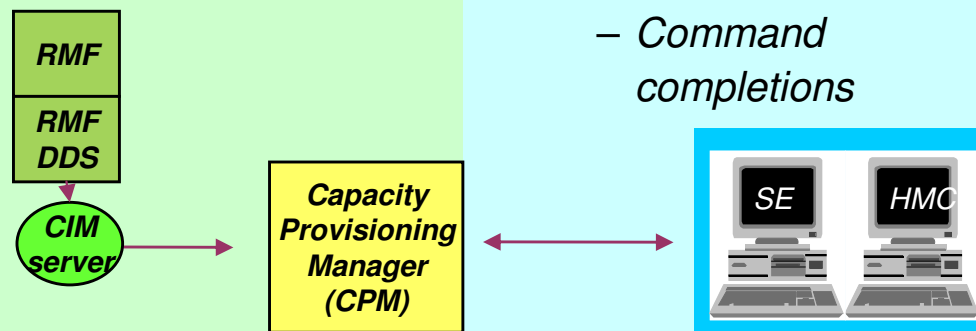 RMF
RMF
DDS
CIM
server
Capacity
Provisioning
Manager
(CPM)
– Command
completions
SE
HMC